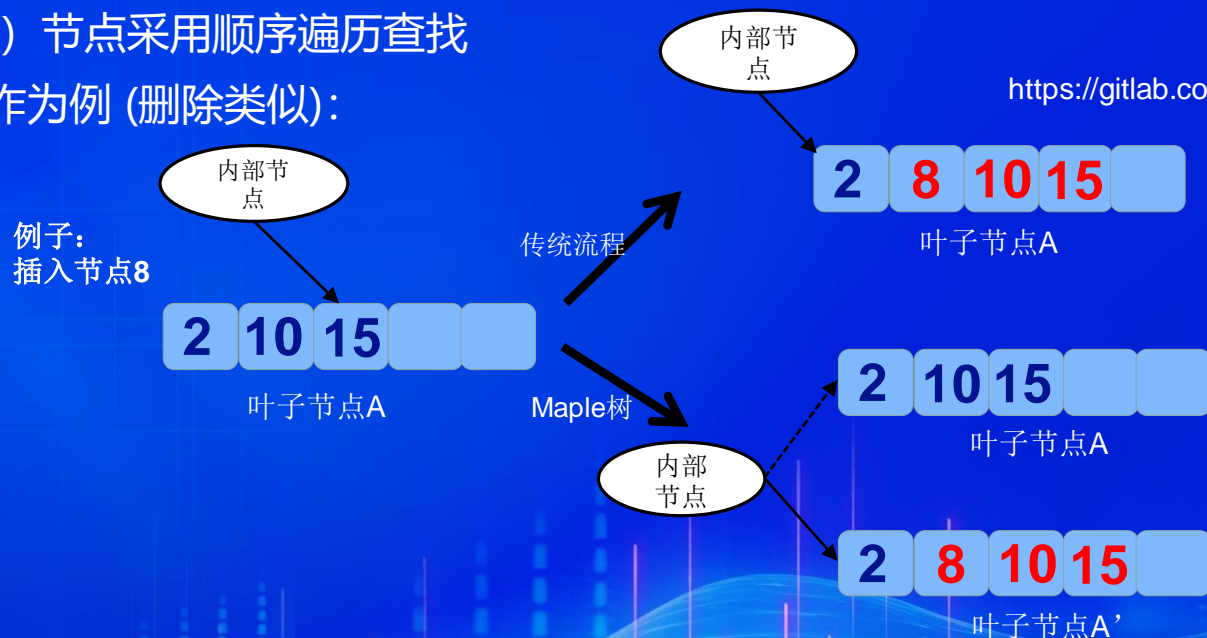 ) 节点采用顺序遍历查找
作为例 (删除类似)：
https://gitlab.co
内部节
点
2 8 10 15
叶子节点A
内部节
点
例子：
插入节点8
传统流程
2 10 15
叶子节点A
Maple树
2 10 15
叶子节点A
内部
节点
2 8 10 15
叶子节点A’